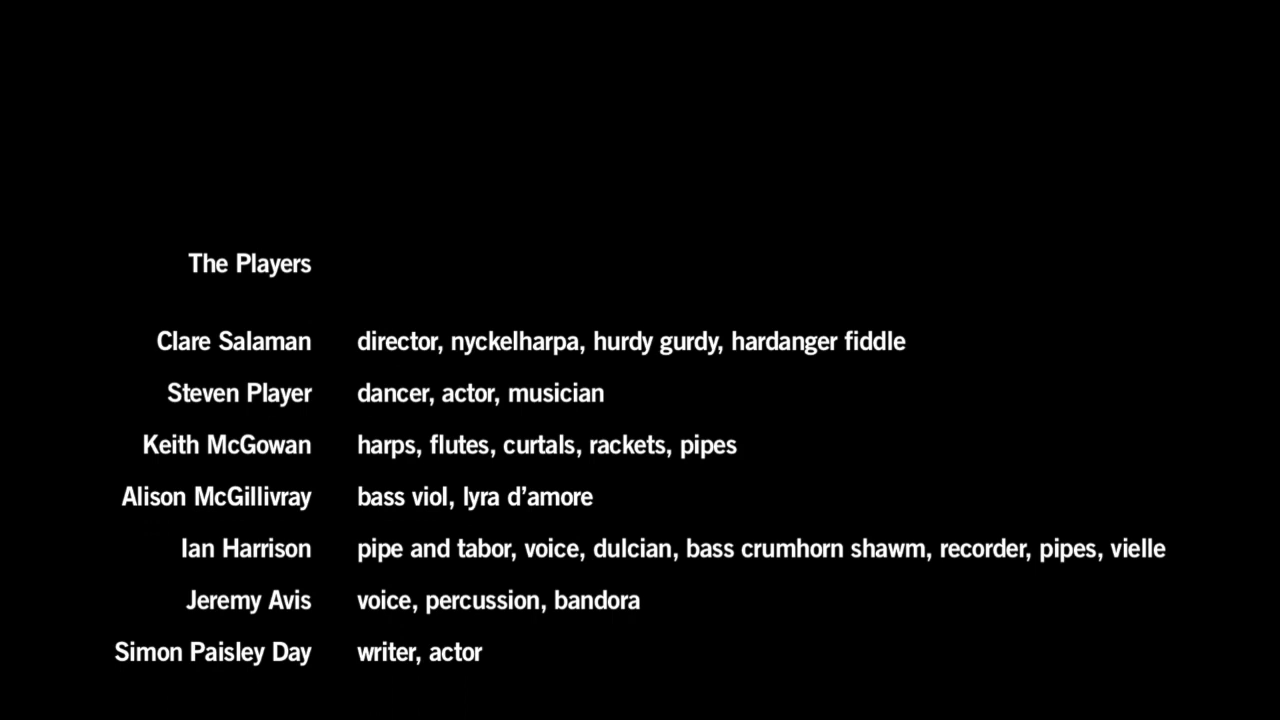 The Players
Clare Salaman director, nyckelharpa, hurdy gurdy, hardanger fiddle
Steven Player dancer, actor, musician
Keith McGowan harps, flutes, curtals, rackets, pipes
Alison McGillivray bass viol, lyra d’amore
Ian Harrison pipe and tabor, voice, dulcian, bass crumhorn shawm, recorder, pipes, vielle
Jeremy Avis voice, percussion, bandora
Simon Paisley Day writer, actor